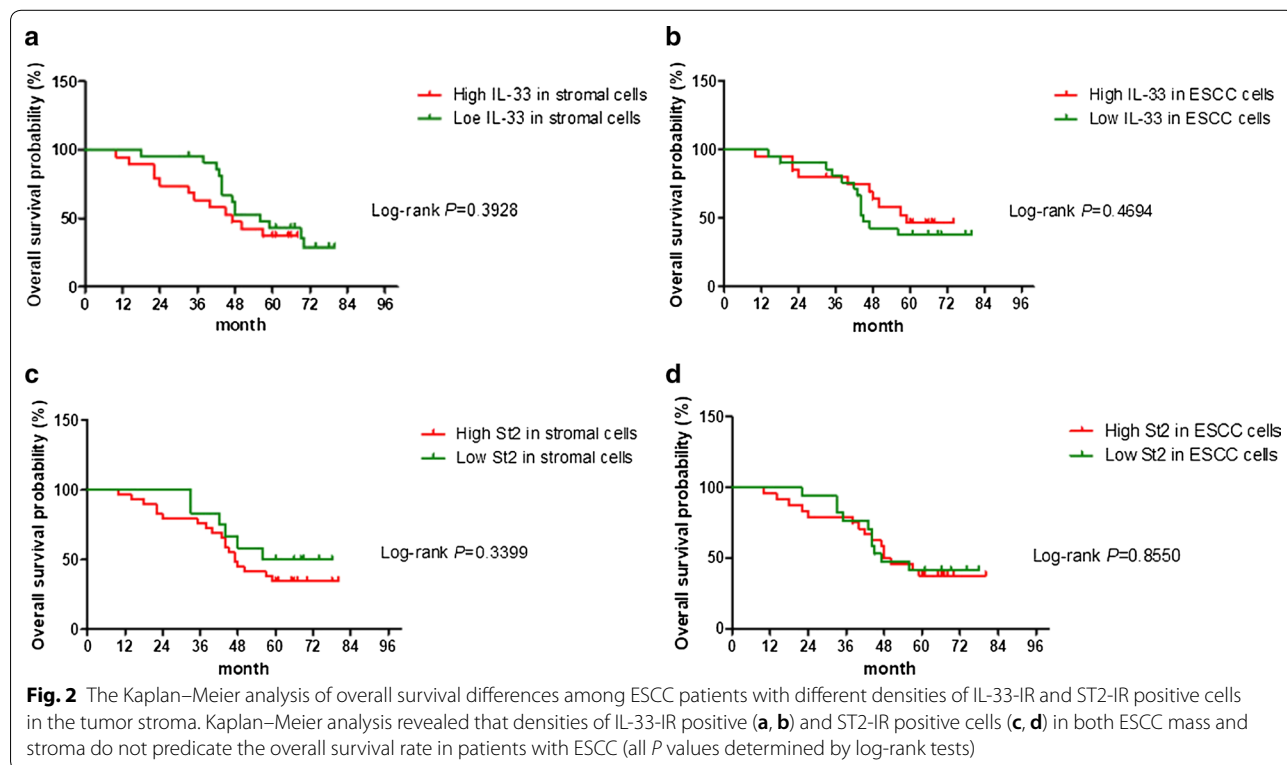 a
Overall survival probability (%)
150
100
50
0
0 12 24 36 48 60 72 84 96
month
High IL-33 in stromal cells
Loe IL-33 in stromal cells
Log-rank P=0.3928
b
Overall survival probability (%)
150
100
50
0
0 12 24 36 48 60 72 84 96
month
High IL-33 in ESCC cells
Low IL-33 in ESCC cells
Log-rank P=0.4694
c
Overall survival probability (%)
150
100
50
0
0 12 24 36 48 60 72 84 96
month
High St2 in stromal cells
Low St2 in stromal cells
Log-rank P=0.3399
d
Overall survival probability (%)
150
100
50
0
0 12 24 36 48 60 72 84 96
month
High St2 in ESCC cells
Low St2 in ESCC cells
Log-rank P=0.8550
Fig. 2 The Kaplan–Meier analysis of overall survival differences among ESCC patients with different densities of IL-33-IR and ST2-IR positive cells
in the tumor stroma. Kaplan–Meier analysis revealed that densities of IL-33-IR positive (a, b) and ST2-IR positive cells (c, d) in both ESCC mass and
stroma do not predicate the overall survival rate in patients with ESCC (all P values determined by log-rank tests)